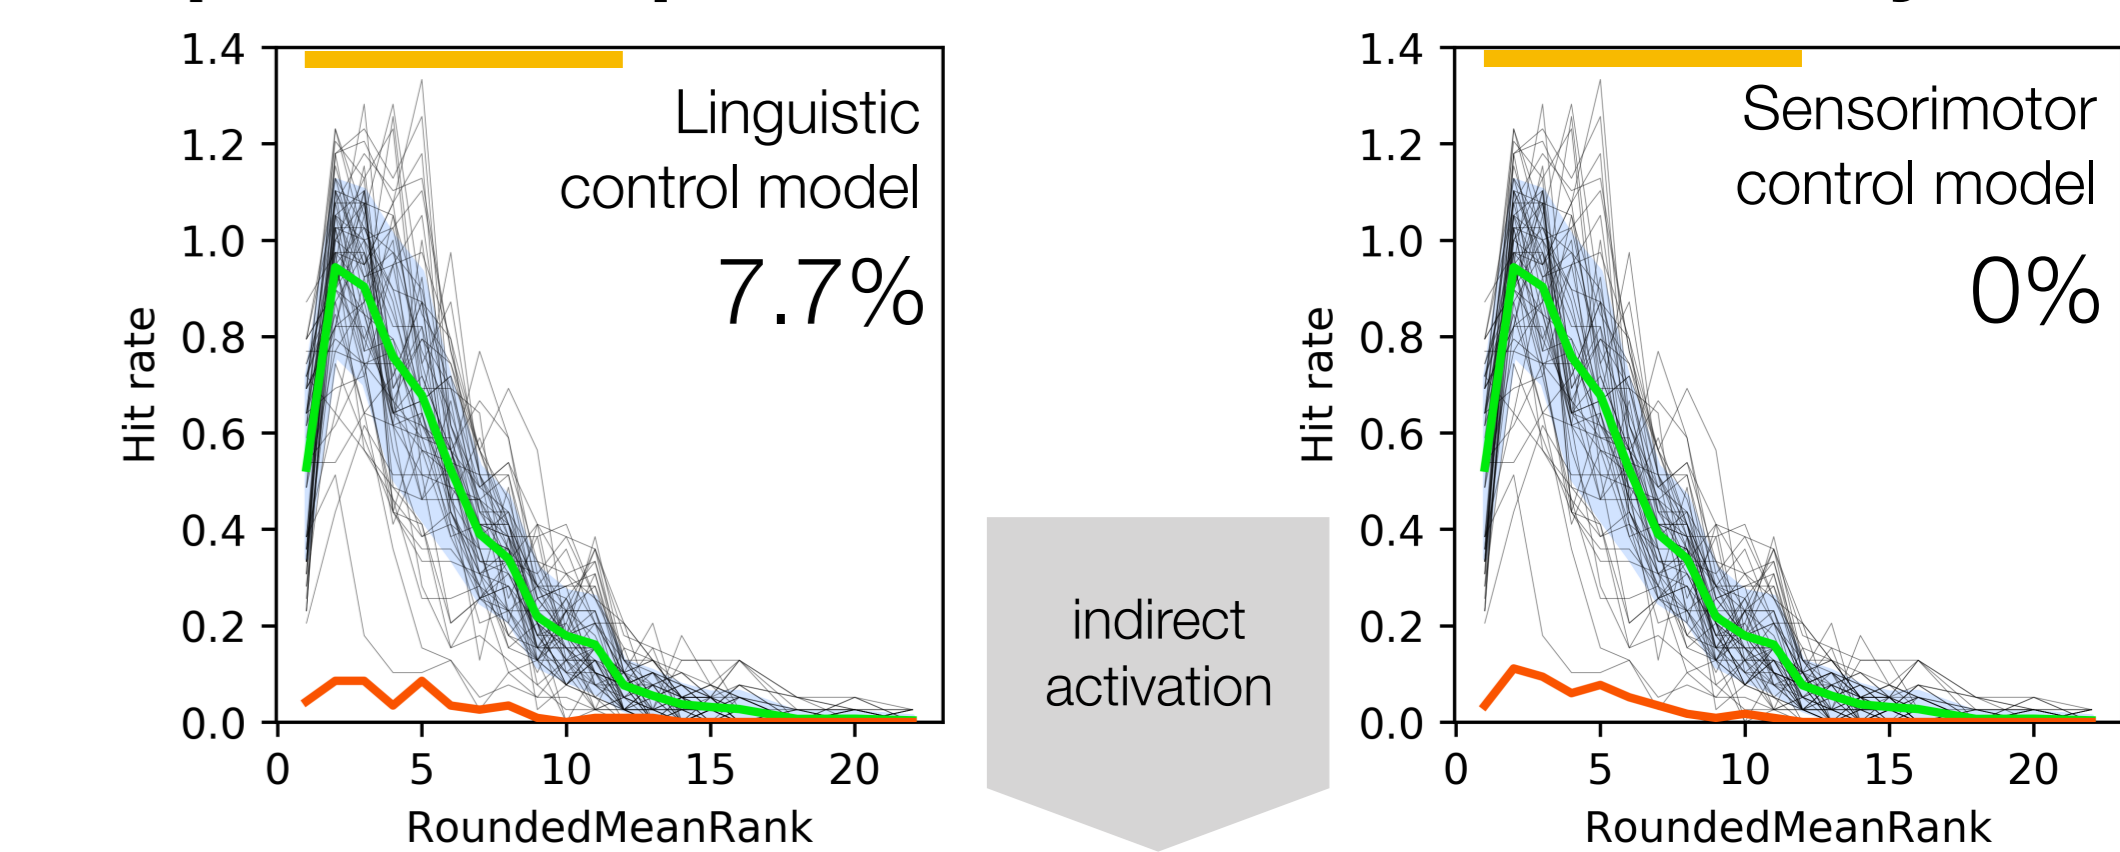 1.4
1.2
1.0
0.8
0.6
0.4
0.2
0.0
Hit rate
Linguistic
control model
7.7%
0 5 10 15 20
RoundedMeanRank
indirect
activation
1.4
1.2
1.0
0.8
0.6
0.4
0.2
0.0
Hit rate
Sensorimotor
control model
0%
0 5 10 15 20
RoundedMeanRank